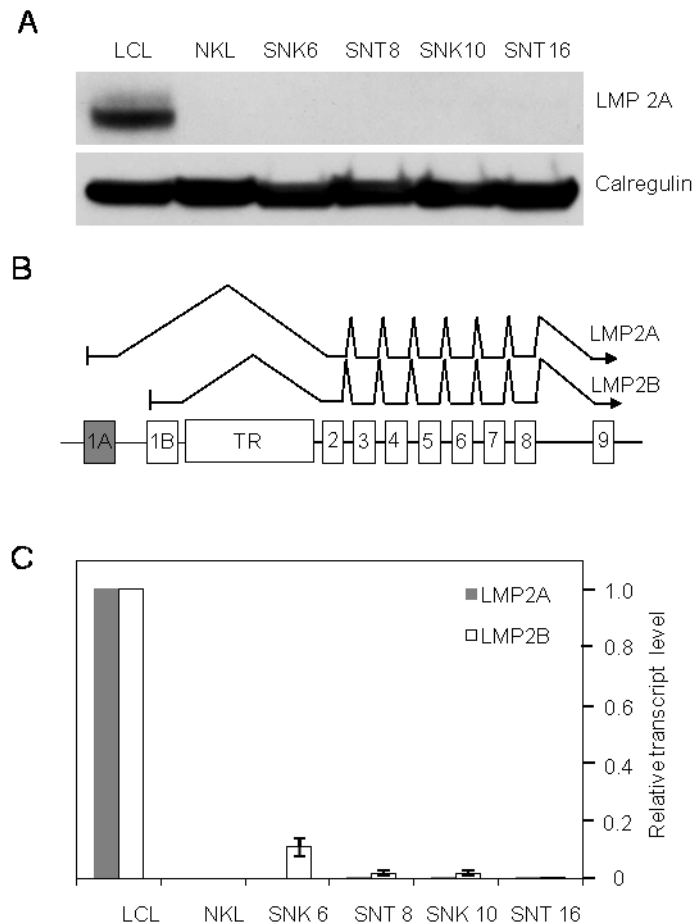 A
LCL NKL SNK6 SNT8 SNK10 SNT16
LMP 2A
Calregulin
B
LMP2A
LMP2B
1A 1B TR 2 3 4 5 6 7 8 9
C
LMP2A
LMP2B
1.0
0.8
0.6
0.4
0.2
0
Relative transcript level
LCL NKL SNK 6 SNT 8 SNK 10 SNT 16